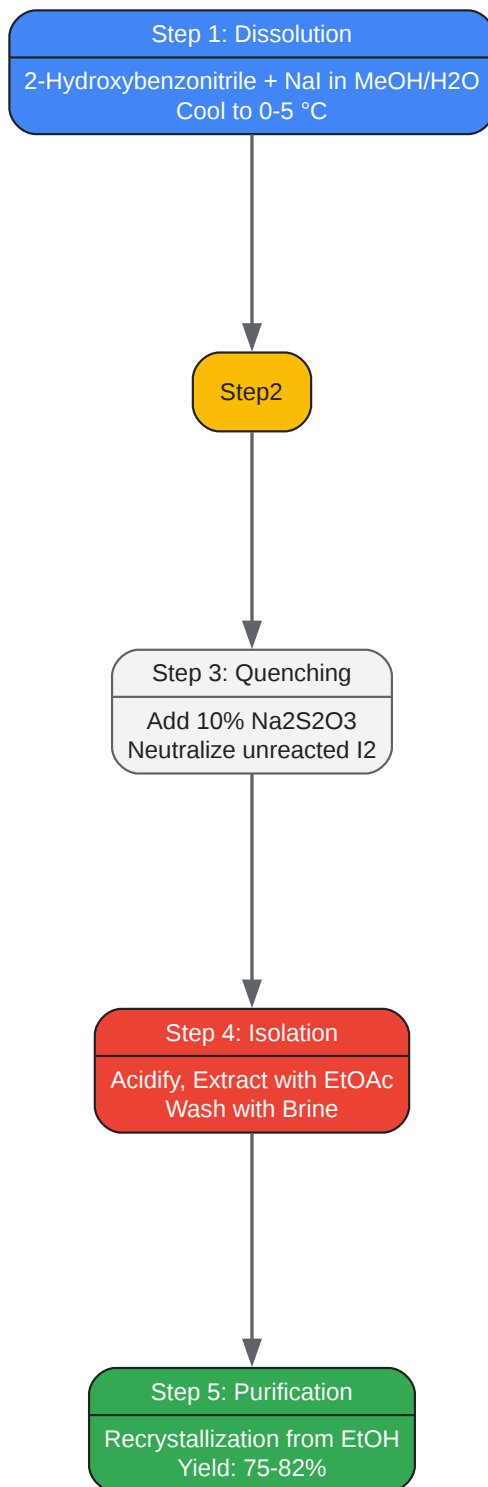 Step 1: Dissolution
2-Hydroxybenzonitrile + NaI in MeOH/H2O
Cool to 0-5 °C
Step2
Step 3: Quenching
Add 10% Na2S2O3
Neutralize unreacted I2
Step 4: Isolation
Acidify, Extract with EtOAc
Wash with Brine
Step 5: Purification
Recrystallization from EtOH
Yield: 75-82%